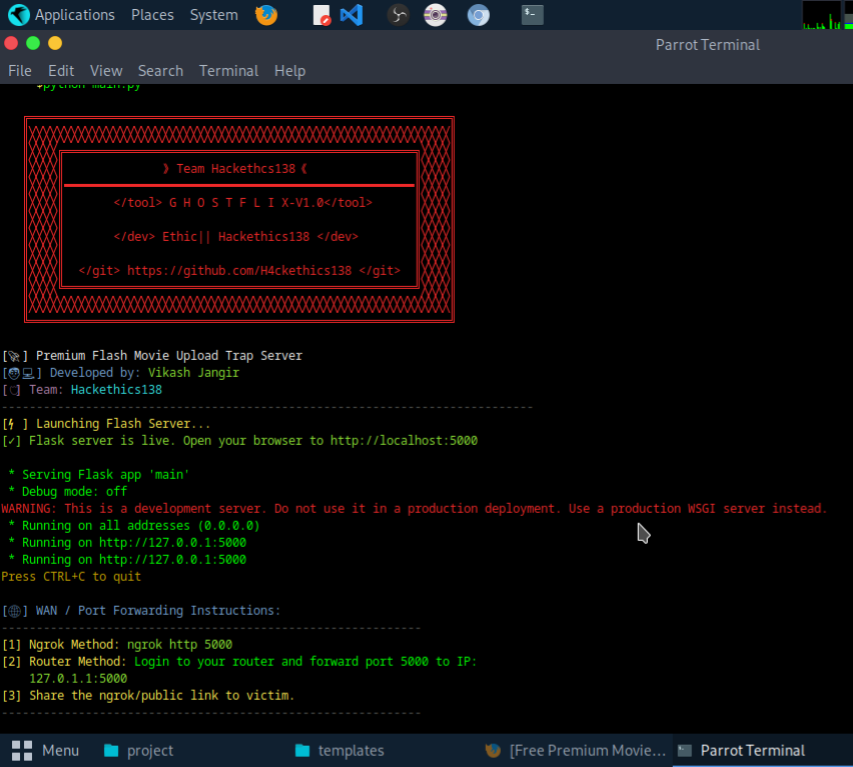 Applications Places System
Parrot Terminal
File Edit View Search Terminal Help
$python main.py
》Team Hackethcs138《
</tool> G H O S T F L I X-V1.0</tool>
</dev> Ethic|| Hackethics138 </dev>
</git> https://github.com/H4ckethics138 </git>
[🚀] Premium Flash Movie Upload Trap Server
[🧑‍💻] Developed by: Vikash Jangir
[ ] Team: Hackethics138
----------------------------------------------------------------------------
[⚡ ] Launching Flash Server...
[✓] Flask server is live. Open your browser to http://localhost:5000
* Serving Flask app 'main'
* Debug mode: off
WARNING: This is a development server. Do not use it in a production deployment. Use a production WSGI server instead.
* Running on all addresses (0.0.0.0)
* Running on http://127.0.0.1:5000
* Running on http://127.0.0.1:5000
Press CTRL+C to quit
[🌐] WAN / Port Forwarding Instructions:
------------------------------------------------------------
[1] Ngrok Method: ngrok http 5000
[2] Router Method: Login to your router and forward port 5000 to IP:
127.0.1.1:5000
[3] Share the ngrok/public link to victim.
------------------------------------------------------------
Menu project templates [Free Premium Movie... Parrot Terminal